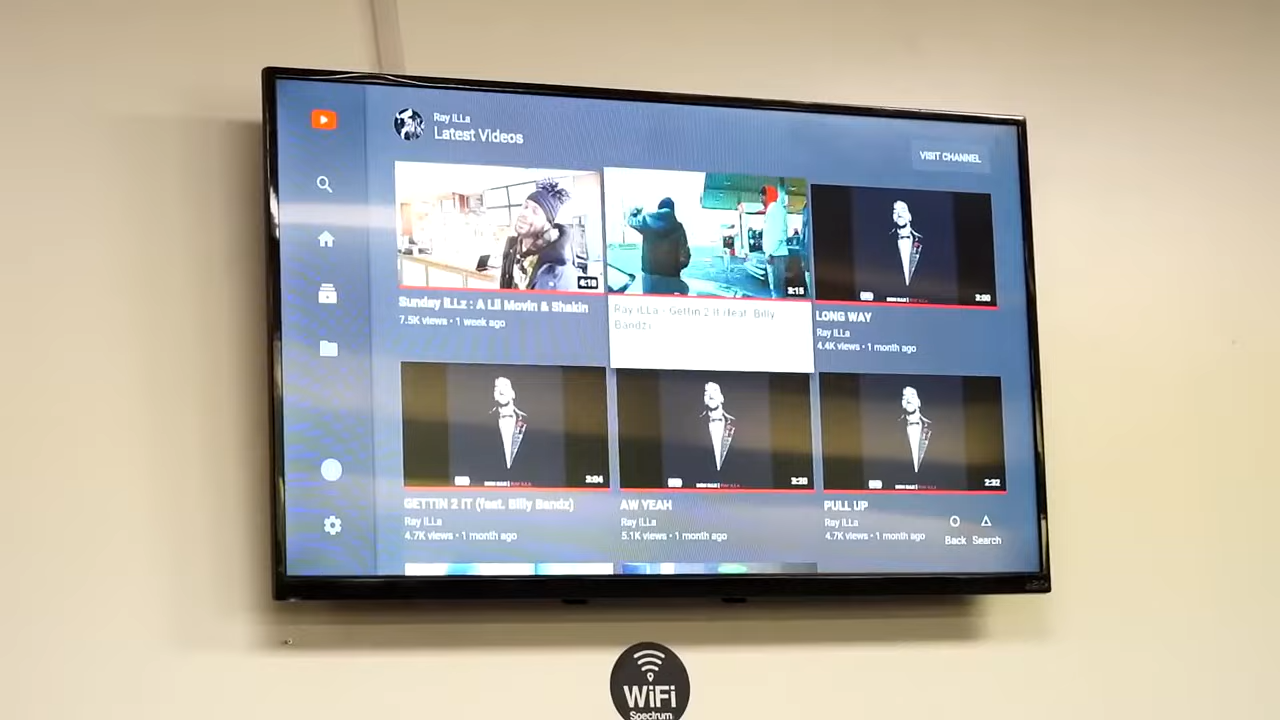 Ray iLLa
Latest Videos
VISIT CHANNEL
4:10
3:15
3:00
Sunday iLLz : A Lil Movin & Shakin
7.5K views • 1 week ago
Ray iLLa - Gettin 2 It (feat. Billy
Bandz)
LONG WAY
Ray iLLa
4.4K views • 1 month ago
3:04
3:20
2:32
GETTIN 2 IT (feat. Billy Bandz)
Ray iLLa
4.7K views • 1 month ago
AW YEAH
Ray iLLa
5.1K views • 1 month ago
PULL UP
Ray iLLa
4.7K views • 1 month ago
Back Search
WiFi
Spectrum